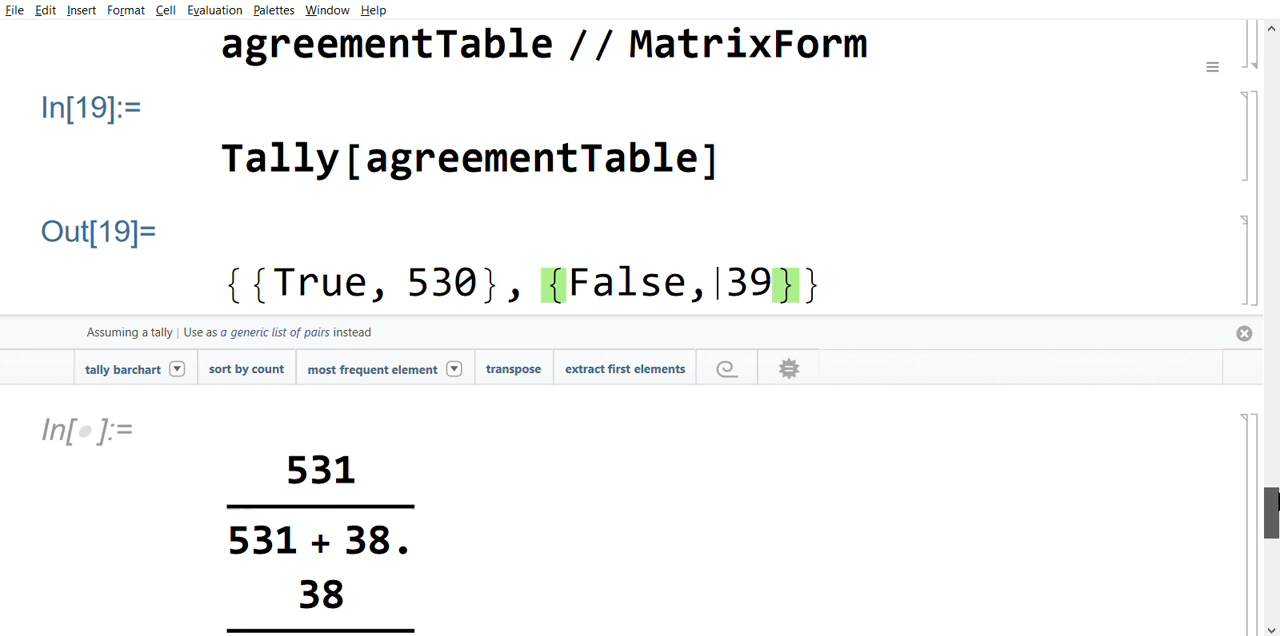 File Edit Insert Format Cell Evaluation Palettes Window Help
agreementTable // MatrixForm
In[19]:=
Tally[agreementTable]
Out[19]=
{{True, 530}, {False, 39}}
Assuming a tally | Use as a generic list of pairs instead
tally barchart sort by count most frequent element transpose extract first elements
In[ ]:=
531
531 + 38.
38